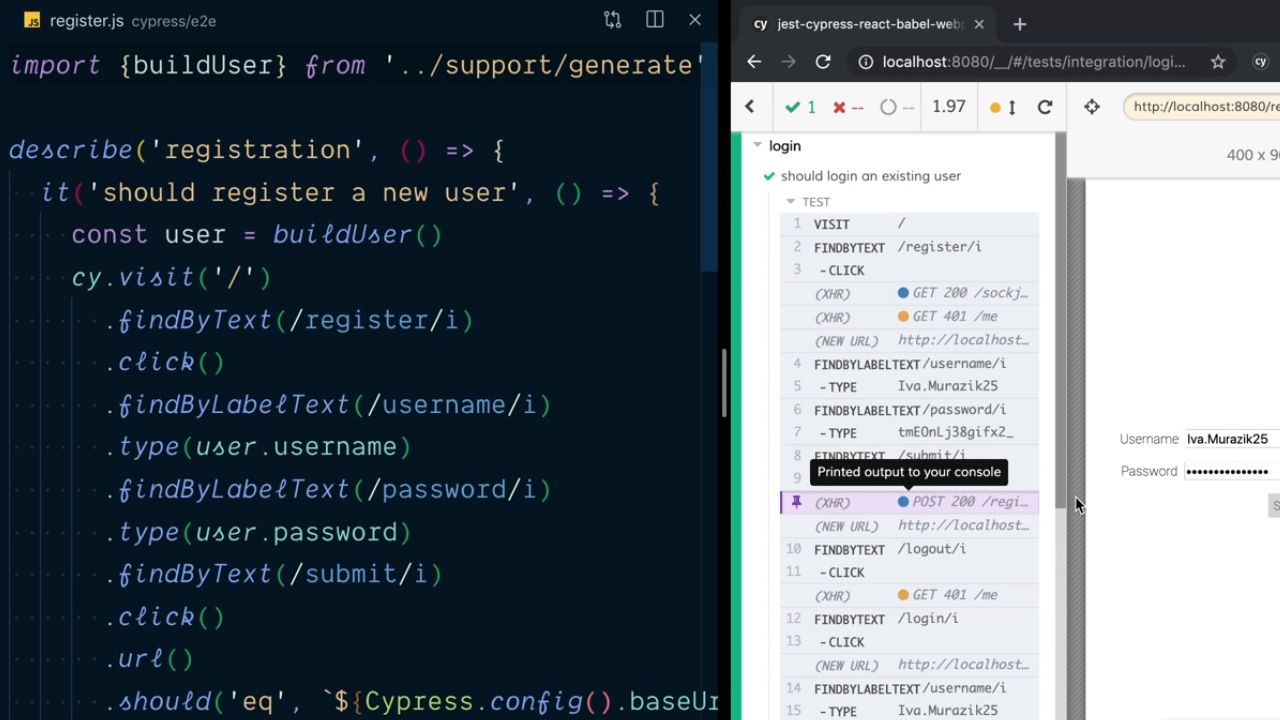 JS register.js cypress/e2e
import {buildUser} from '../support/generate'
describe('registration', () => {
it('should register a new user', () => {
const user = buildUser()
cy.visit('/')
.findByText(/register/i)
.click()
.findByLabelText(/username/i)
.type(user.username)
.findByLabelText(/password/i)
.type(user.password)
.findByText(/submit/i)
.click()
.url()
.should('eq', `${Cypress.config().baseUr
cy jest-cypress-react-babel-web
localhost:8080/__/#/tests/integration/logi...
cy
1 -- -- 1.97
http://localhost:8080/re
400 x 90
login
should login an existing user
TEST
1 VISIT /
2 FINDBYTEXT /register/i
3 -CLICK
(XHR) GET 200 /sockj…
(XHR) GET 401 /me
(NEW URL) http://localhost…
4 FINDBYLABELTEXT /username/i
5 -TYPE Iva.Murazik25
6 FINDBYLABELTEXT /password/i
7 -TYPE tmEOnLj38gifx2_
8 FINDBYTEXT /submit/i
9
Printed output to your console
(XHR) POST 200 /regi…
(NEW URL) http://localhost…
10 FINDBYTEXT /logout/i
11 -CLICK
(XHR) GET 401 /me
12 FINDBYTEXT /login/i
13 -CLICK
(NEW URL) http://localhost…
14 FINDBYLABELTEXT /username/i
15 -TYPE Iva.Murazik25
Username Iva.Murazik25
Password ••••••••••••••••
S